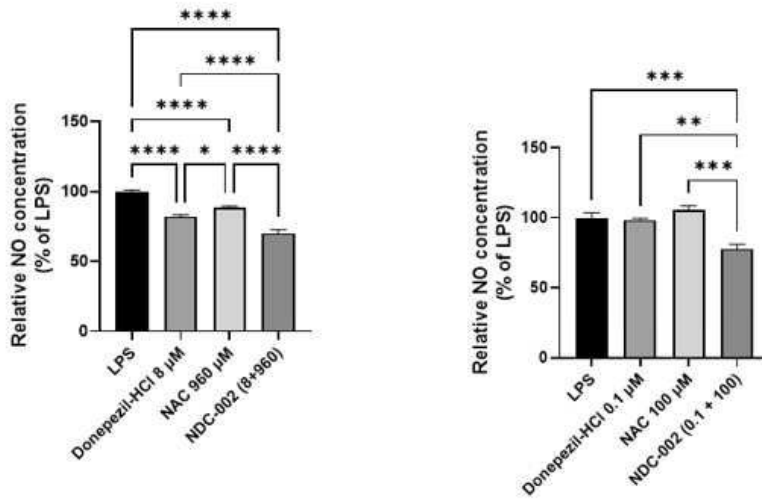 ****
****
****
**** * ****
Relative NO concentration
(% of LPS)
150
100
50
0
LPS
Donepezil-HCl 8 µM
NAC 960 µM
NDC-002 (8+960)
***
**
***
Relative NO concentration
(% of LPS)
150
100
50
0
LPS
Donepezil-HCl 0.1 µM
NAC 100 µM
NDC-002 (0.1 + 100)